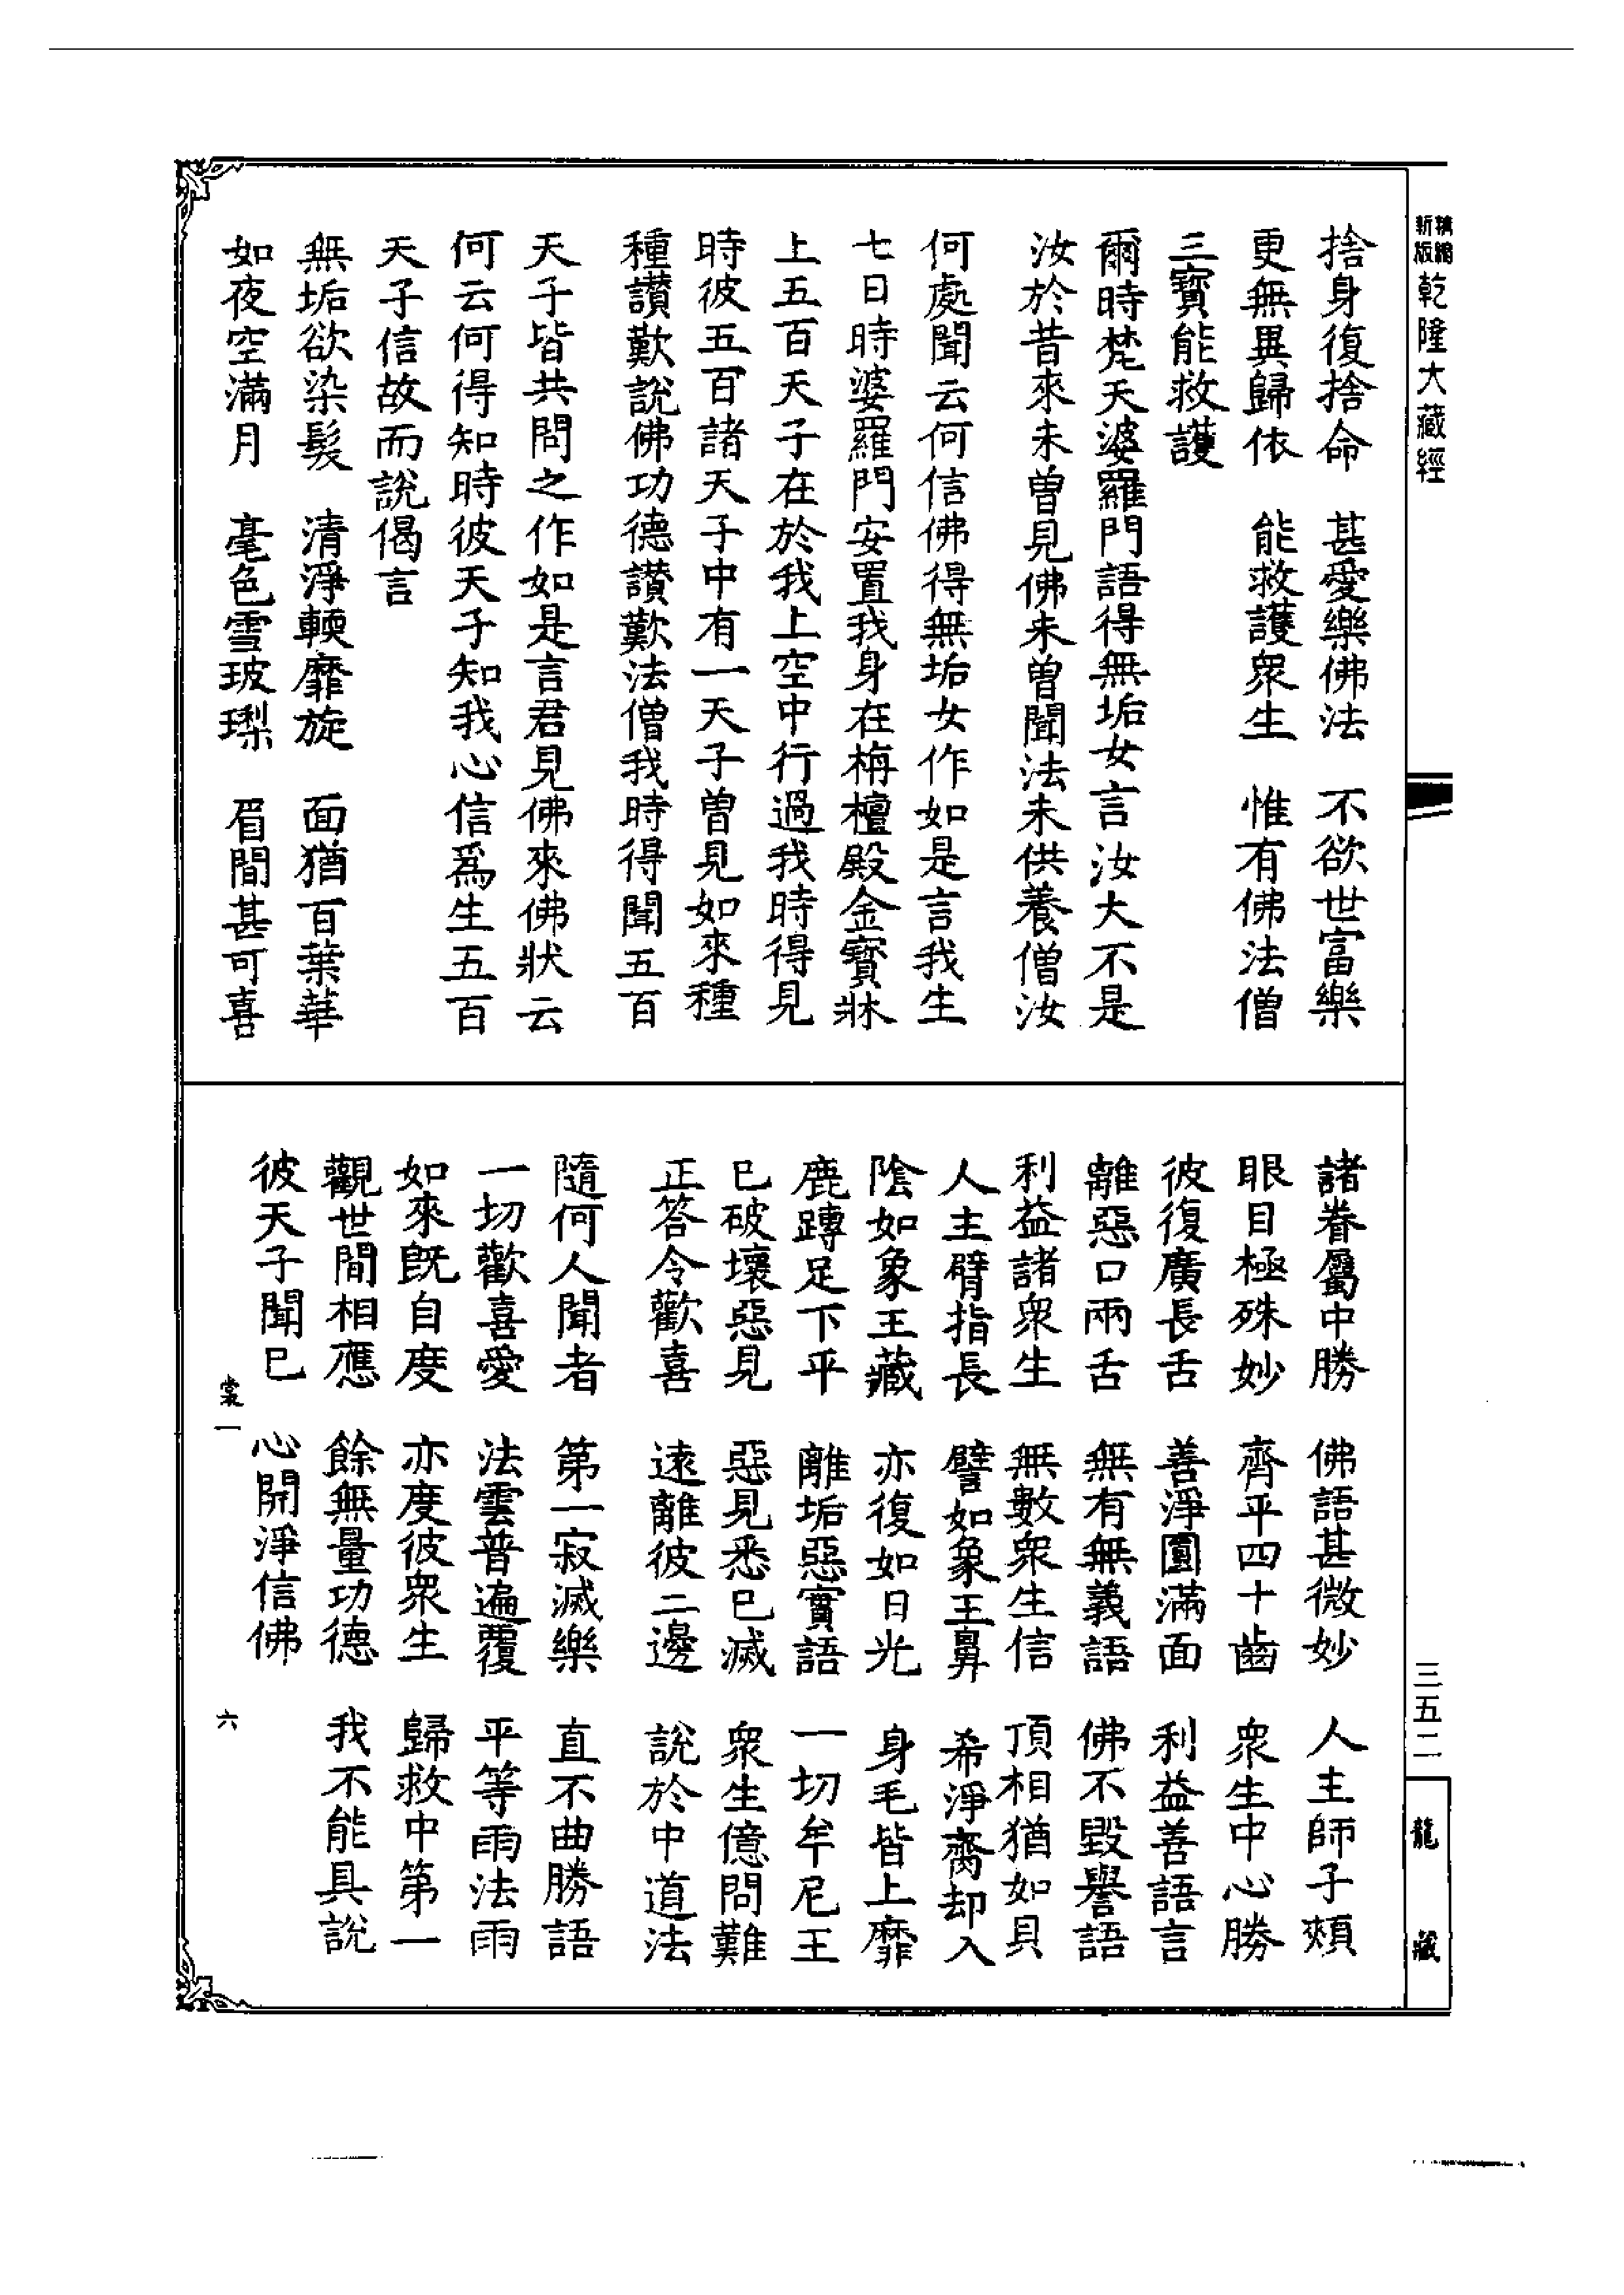 新版精縮乾隆大藏經
捨身復捨命　甚愛樂佛法　不欲世富樂
更無異歸依　能救護眾生　惟有佛法僧
三寶能救護
爾時梵天婆羅門語得無垢女言汝大不是
汝於昔來未曾見佛未曾聞法未供養僧汝
何處聞云何信佛得無垢女作如是言我生
七日時婆羅門安置我身在栴檀殿金寶牀
上五百天子在於我上空中行過我時得見
時彼五百諸天子中有一天子曾見如來種
種讚歎說佛功德讚歎法僧我時得聞五百
天子皆共問之作如是言君見佛來佛狀云
何云何得知時彼天子知我心信為生五百
天子信故而說偈言
無垢欲染髮　清淨輭靡旋　面猶百葉華
如夜空滿月　毫色雪玻瓈　眉間甚可喜
諸眷屬中勝　佛語甚微妙　人主師子頰
眼目極殊妙　齊平四十齒　眾生中心勝
彼復廣長舌　善淨圓滿面　利益善語言
離惡口兩舌　無有無義語　佛不毀譽語
利益諸眾生　無數眾生信　頂相猶如貝
人主臂指長　譬如象王鼻　希淨齋却入
陰如象王藏　亦復如日光　身毛皆上靡
鹿蹲足下平　離垢惡實語　一切牟尼王
已破壞惡見　惡見悉已滅　眾生億問難
正答令歡喜　遠離彼二邊　說於中道法
隨何人聞者　第一寂滅樂　直不曲勝語
一切歡喜愛　法雲普遍覆　平等雨法雨
如來既自度　亦度彼眾生　歸救中第一
觀世間相應　餘無量功德　我不能具說
彼天子聞已　心開淨信佛
棠一　六
三五二
龍藏